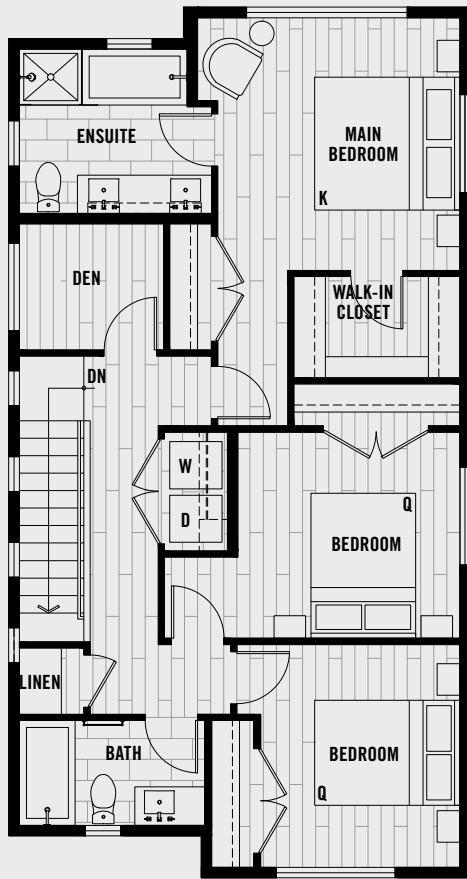 ENSUITE
MAIN
BEDROOM
K
DEN
WALK-IN
CLOSET
DN
W
D
Q
BEDROOM
LINEN
BATH
BEDROOM
Q